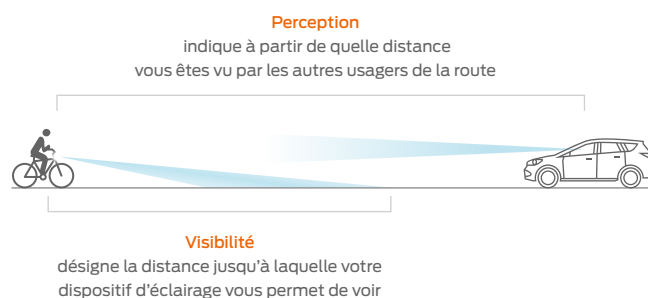 Perception
indique à partir de quelle distance
vous êtes vu par les autres usagers de la route
Visibilité
désigne la distance jusqu'à laquelle votre
dispositif d'éclairage vous permet de voir